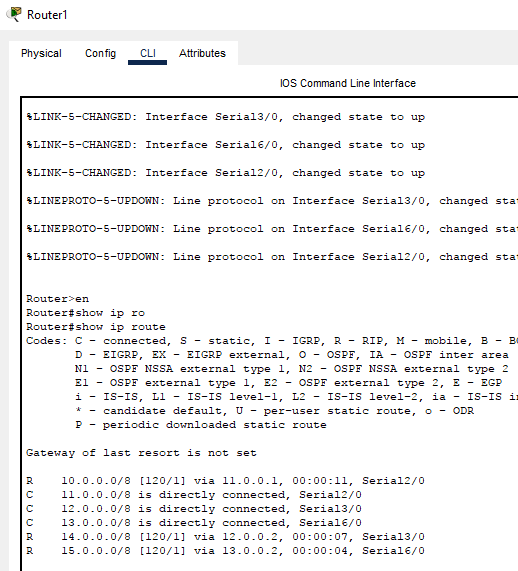 Router1
Physical Config CLI Attributes
IOS Command Line Interface
%LINK-5-CHANGED: Interface Serial3/0, changed state to up
%LINK-5-CHANGED: Interface Serial6/0, changed state to up
%LINK-5-CHANGED: Interface Serial2/0, changed state to up
%LINEPROTO-5-UPDOWN: Line protocol on Interface Serial3/0, changed sta
%LINEPROTO-5-UPDOWN: Line protocol on Interface Serial6/0, changed sta
%LINEPROTO-5-UPDOWN: Line protocol on Interface Serial2/0, changed sta
Router>en
Router#show ip ro
Router#show ip route
Codes: C - connected, S - static, I - IGRP, R - RIP, M - mobile, B - B
D - EIGRP, EX - EIGRP external, O - OSPF, IA - OSPF inter area
N1 - OSPF NSSA external type 1, N2 - OSPF NSSA external type 2
E1 - OSPF external type 1, E2 - OSPF external type 2, E - EGP
i - IS-IS, L1 - IS-IS level-1, L2 - IS-IS level-2, ia - IS-IS i
* - candidate default, U - per-user static route, o - ODR
P - periodic downloaded static route
Gateway of last resort is not set
R 10.0.0.0/8 [120/1] via 11.0.0.1, 00:00:11, Serial2/0
C 11.0.0.0/8 is directly connected, Serial2/0
C 12.0.0.0/8 is directly connected, Serial3/0
C 13.0.0.0/8 is directly connected, Serial6/0
R 14.0.0.0/8 [120/1] via 12.0.0.2, 00:00:07, Serial3/0
R 15.0.0.0/8 [120/1] via 13.0.0.2, 00:00:04, Serial6/0